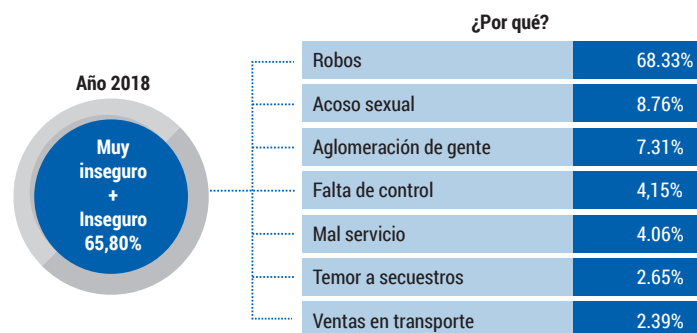 ¿Por qué?
Año 2018
Muy
inseguro
+
Inseguro
65,80%
Robos 68.33%
Acoso sexual 8.76%
Aglomeración de gente 7.31%
Falta de control 4,15%
Mal servicio 4.06%
Temor a secuestros 2.65%
Ventas en transporte 2.39%